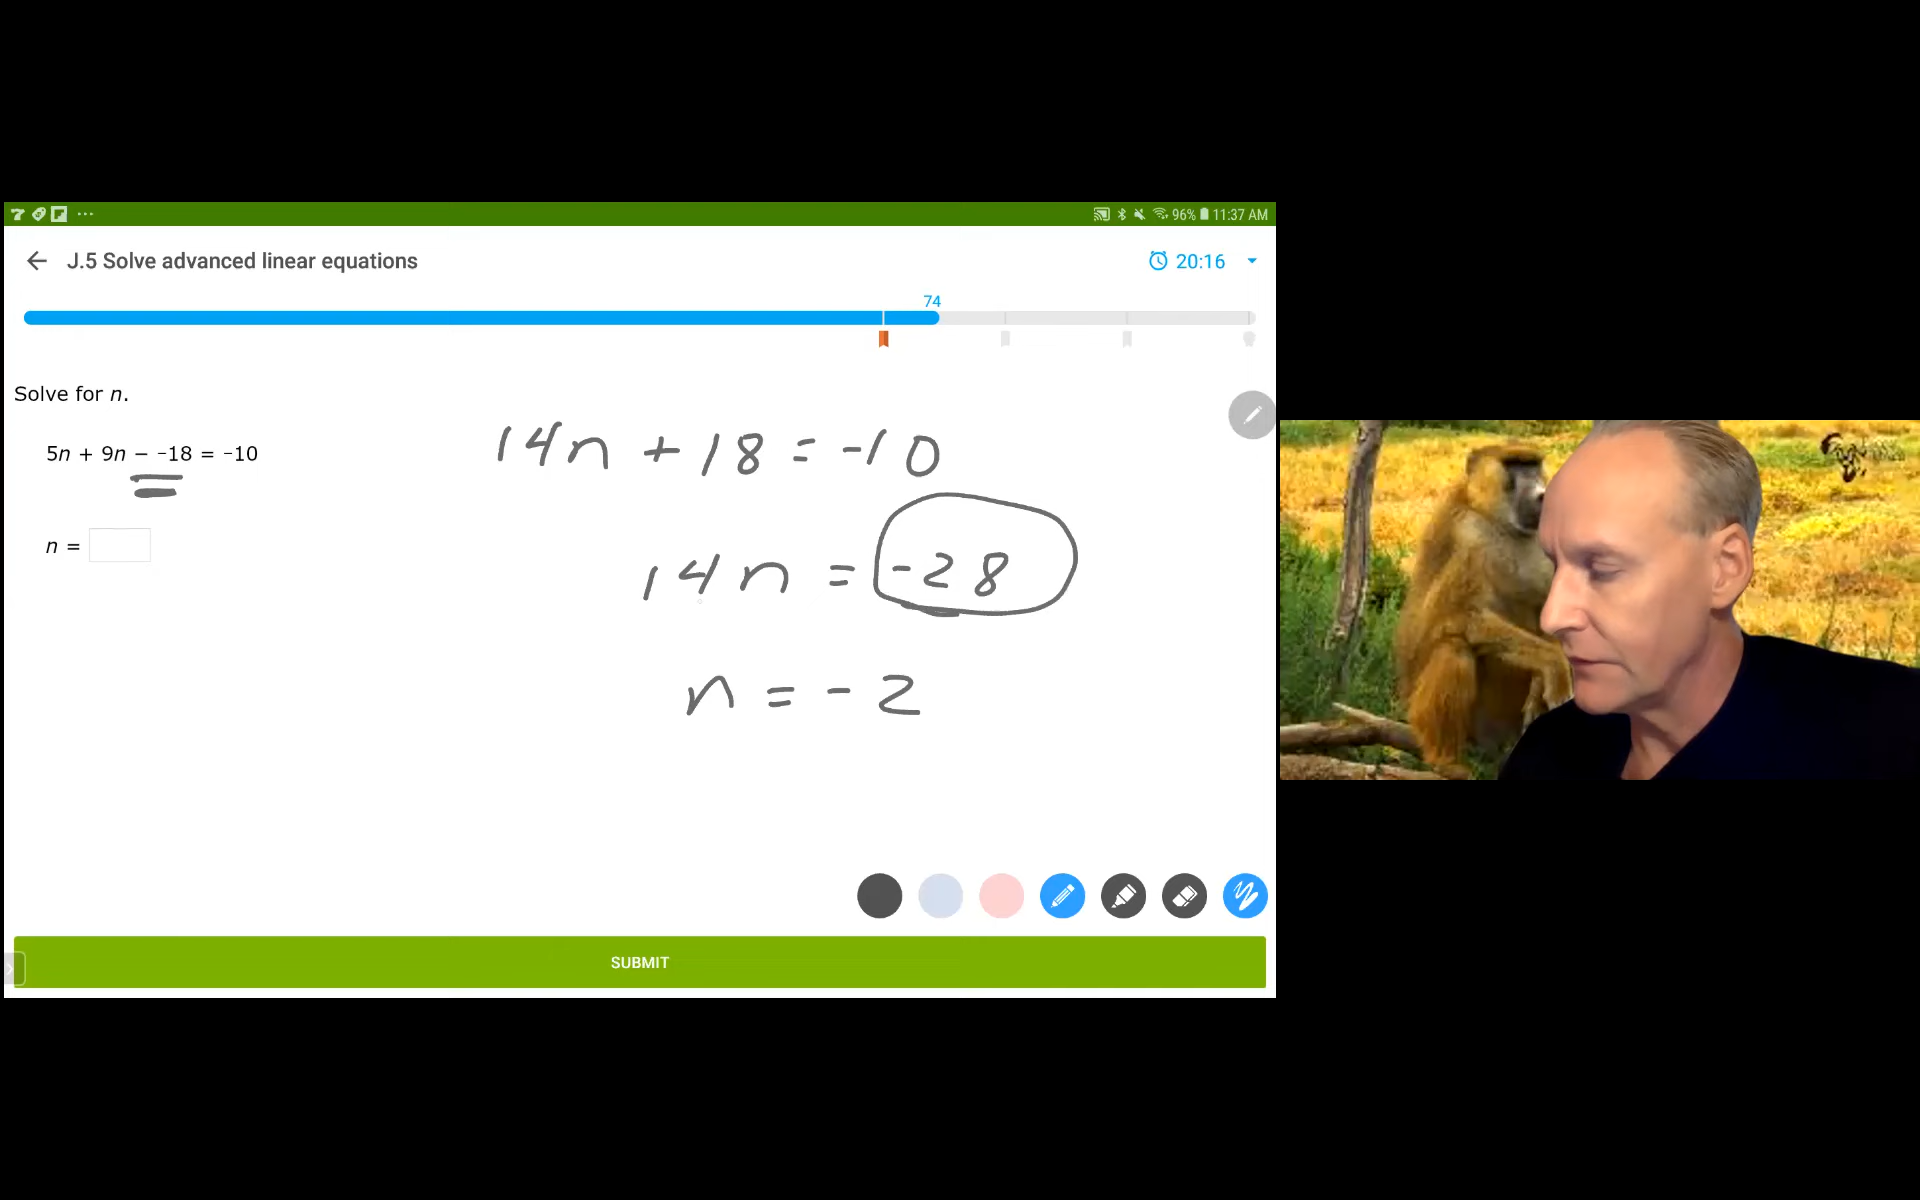 96% 11:37 AM
J.5 Solve advanced linear equations
20:16
74
Solve for n.
5n + 9n − -18 = -10
n =
14n + 18 = -10
14n = -28
n = -2
SUBMIT